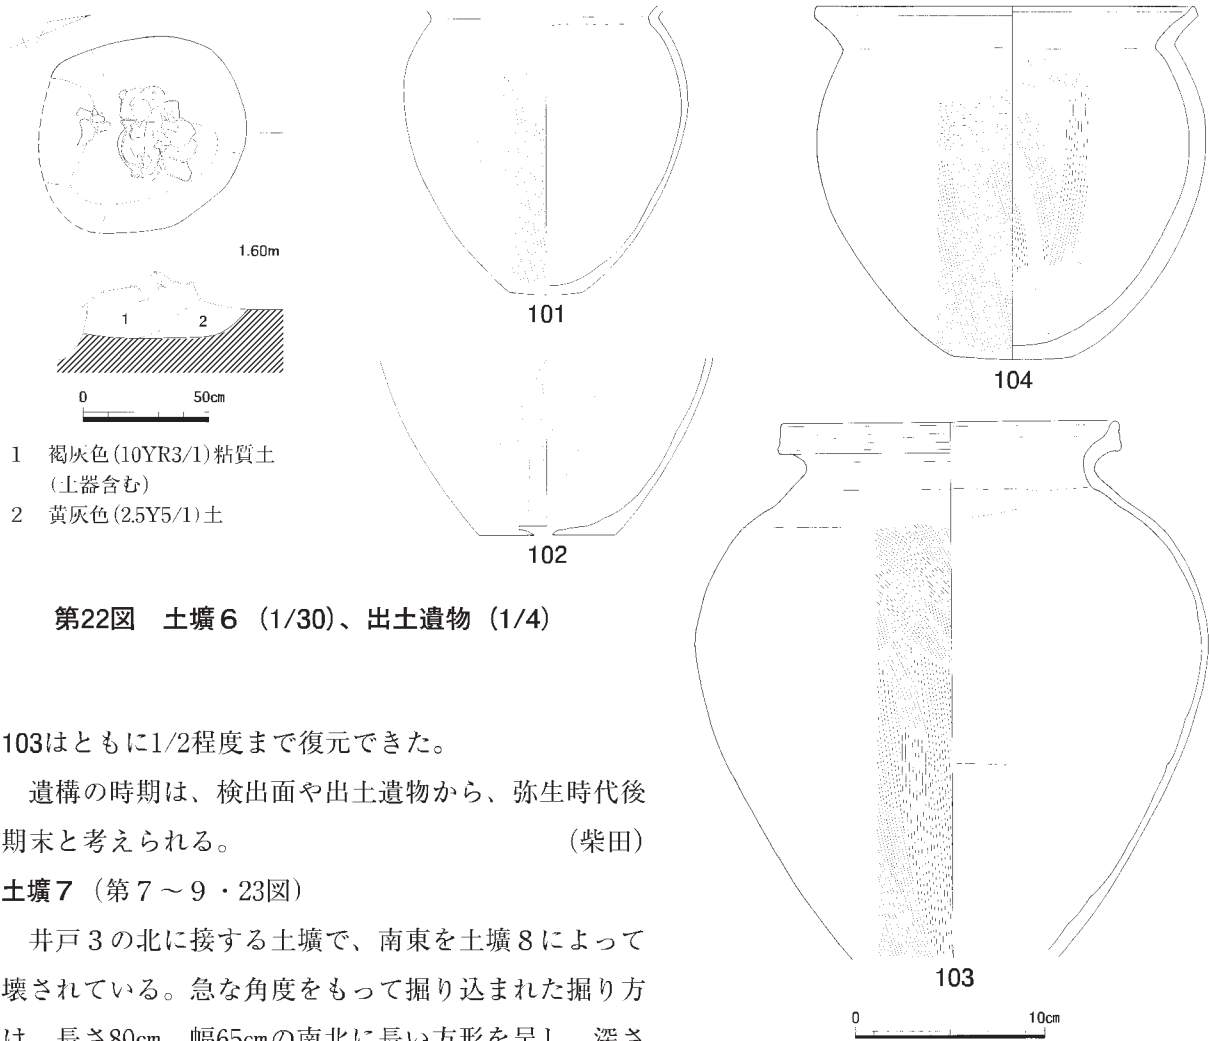 1.60m
1
2
0 50cm
1 褐灰色(10YR3/1)粘質土
(土器含む)
2 黄灰色(2.5Y5/1)土
101
102
104
103
0 10cm
第22図 土壙６（1/30）、出土遺物（1/4）
103はともに1/2程度まで復元できた。
遺構の時期は、検出面や出土遺物から、弥生時代後
期末と考えられる。 （柴田）
土壙７（第７～９・23図）
井戸３の北に接する土壙で、南東を土壙８によって
壊されている。急な角度をもって掘り込まれた掘り方
は、長さ80cm、幅65cmの南北に長い方形を呈し、深さ